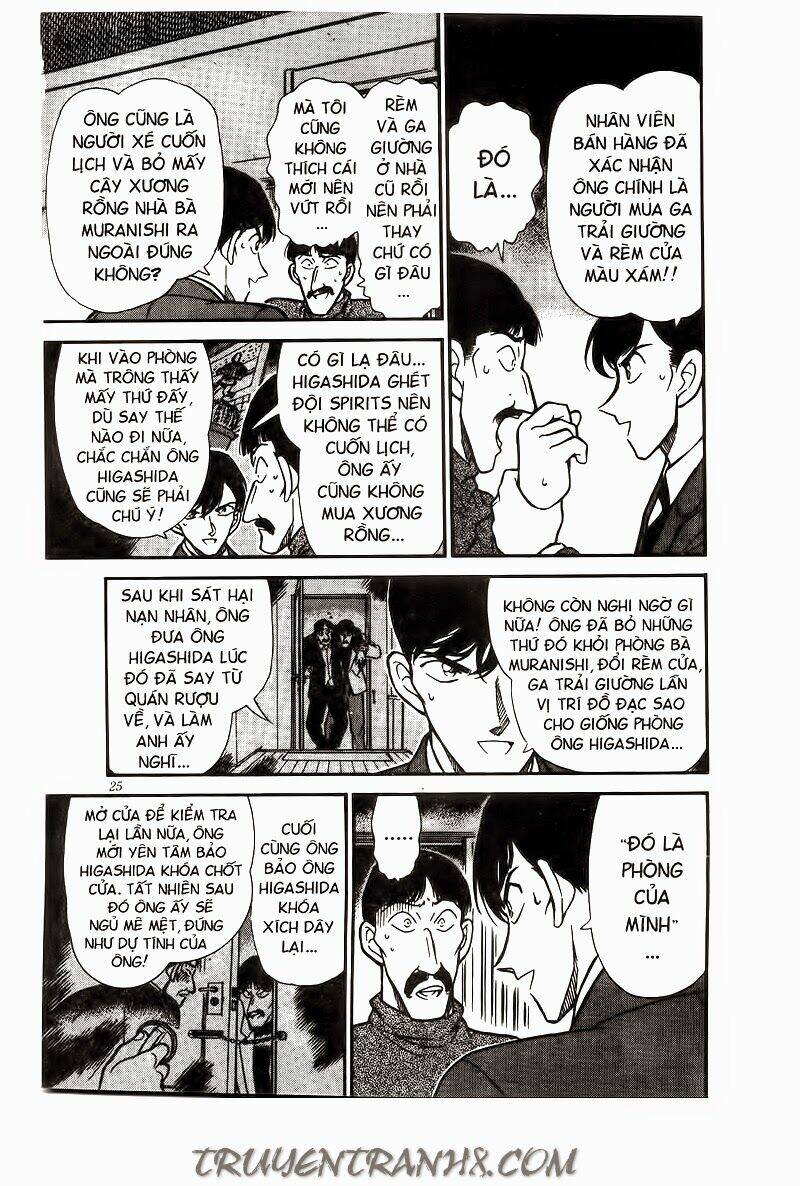 NHÂN VIÊN
BÁN HÀNG ĐÃ
XÁC NHẬN
ÔNG CHÍNH LÀ
NGƯỜI MUA GA
TRẢI GIƯỜNG
VÀ RÈM CỬA
MÀU XÁM!!
ĐÓ
LÀ...
RÈM
VÀ GA
GIƯỜNG
Ở NHÀ
CŨ RỒI
NÊN PHẢI
THAY
CHỨ CÓ
GÌ ĐÂU
...
MÀ TÔI
CŨNG
KHÔNG
THÍCH CÁI
MỚI NÊN
VỨT RỒI
...
ÔNG CŨNG LÀ
NGƯỜI XÉ CUỐN
LỊCH VÀ BỎ MẤY
CÂY XƯƠNG
RỒNG NHÀ BÀ
MURANISHI RA
NGOÀI ĐÚNG
KHÔNG?
CÓ GÌ LẠ ĐÂU...
HIGASHIDA GHÉT
ĐỘI SPIRITS NÊN
KHÔNG THỂ CÓ
CUỐN LỊCH,
ÔNG ẤY
CŨNG KHÔNG
MUA XƯƠNG
RỒNG...
KHI VÀO PHÒNG
MÀ TRÔNG THẤY
MẤY THỨ ĐẤY,
DÙ SAY THẾ
NÀO ĐI NỮA,
CHẮC CHẮN ÔNG
HIGASHIDA
CŨNG SẼ PHẢI
CHÚ Ý!
KHÔNG CÒN NGHI NGỜ GÌ
NỮA! ÔNG ĐÃ BỎ NHỮNG
THỨ ĐÓ KHỎI PHÒNG BÀ
MURANISHI, ĐỔI RÈM CỬA,
GA TRẢI GIƯỜNG LẪN
VỊ TRÍ ĐỒ ĐẠC SAO
CHO GIỐNG PHÒNG
ÔNG HIGASHIDA...
SAU KHI SÁT HẠI
NẠN NHÂN, ÔNG
ĐƯA ÔNG
HIGASHIDA LÚC
ĐÓ ĐÃ SAY TỪ
QUÁN RƯỢU
VỀ, VÀ LÀM
ANH ẤY
NGHĨ...
25
"ĐÓ LÀ
PHÒNG
CỦA
MÌNH"
...
.....
CUỐI
CÙNG ÔNG
BẢO ÔNG
HIGASHIDA
KHÓA
XÍCH DÂY
LẠI...
MỞ CỬA ĐỂ KIỂM TRA
LẠI LẦN NỮA, ÔNG
MỚI YÊN TÂM BẢO
HIGASHIDA KHÓA CHỐT
CỬA. TẤT NHIÊN SAU
ĐÓ ÔNG ẤY SẼ
NGỦ MÊ MỆT, ĐÚNG
NHƯ DỰ TÍNH CỦA
ÔNG!
TRUYENTRANH8.COM